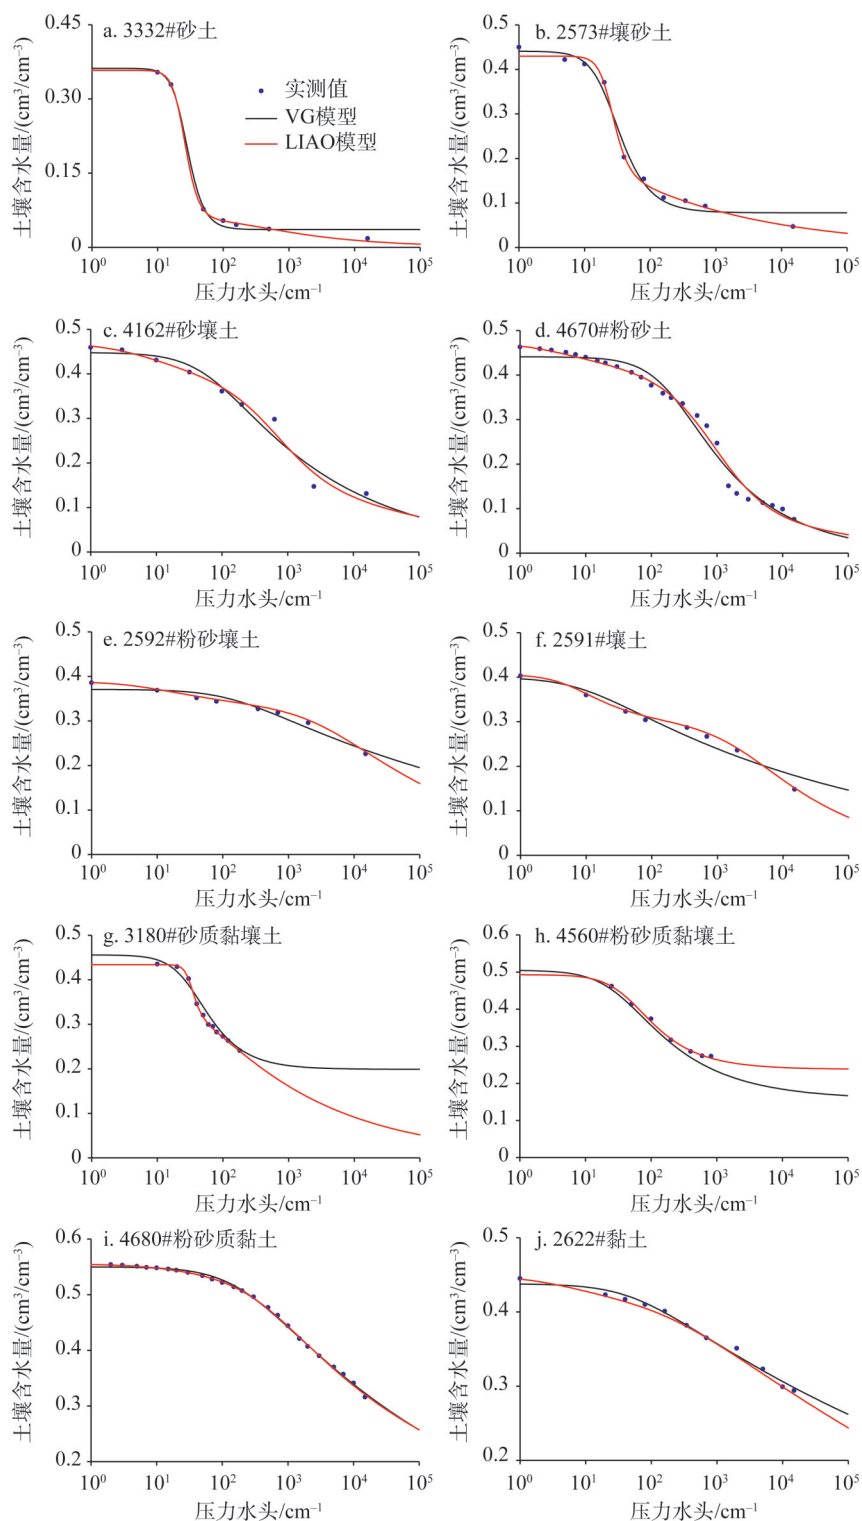 a. 3332#砂土
0.45
0.30
0.15
0
10⁰ 10¹ 10² 10³ 10⁴ 10⁵
压力水头/cm⁻¹
土壤含水量/(cm³/cm⁻³)
实测值
VG模型
LIAO模型
b. 2573#壤砂土
0.5
0.4
0.3
0.2
0.1
0
10⁰ 10¹ 10² 10³ 10⁴ 10⁵
压力水头/cm⁻¹
土壤含水量/(cm³/cm⁻³)
c. 4162#砂壤土
0.5
0.4
0.3
0.2
0.1
0
10⁰ 10¹ 10² 10³ 10⁴ 10⁵
压力水头/cm⁻¹
土壤含水量/(cm³/cm⁻³)
d. 4670#粉砂土
0.5
0.4
0.3
0.2
0.1
0
10⁰ 10¹ 10² 10³ 10⁴ 10⁵
压力水头/cm⁻¹
土壤含水量/(cm³/cm⁻³)
e. 2592#粉砂壤土
0.5
0.4
0.3
0.2
0.1
0
10⁰ 10¹ 10² 10³ 10⁴ 10⁵
压力水头/cm⁻¹
土壤含水量/(cm³/cm⁻³)
f. 2591#壤土
0.5
0.4
0.3
0.2
0.1
0
10⁰ 10¹ 10² 10³ 10⁴ 10⁵
压力水头/cm⁻¹
土壤含水量/(cm³/cm⁻³)
g. 3180#砂质黏壤土
0.5
0.4
0.3
0.2
0.1
0
10⁰ 10¹ 10² 10³ 10⁴ 10⁵
压力水头/cm⁻¹
土壤含水量/(cm³/cm⁻³)
h. 4560#粉砂质黏壤土
0.6
0.5
0.4
0.3
0.2
0.1
0
10⁰ 10¹ 10² 10³ 10⁴ 10⁵
压力水头/cm⁻¹
土壤含水量/(cm³/cm⁻³)
i. 4680#粉砂质黏土
0.6
0.5
0.4
0.3
0.2
10⁰ 10¹ 10² 10³ 10⁴ 10⁵
压力水头/cm⁻¹
土壤含水量/(cm³/cm⁻³)
j. 2622#黏土
0.5
0.4
0.3
0.2
10⁰ 10¹ 10² 10³ 10⁴ 10⁵
压力水头/cm⁻¹
土壤含水量/(cm³/cm⁻³)